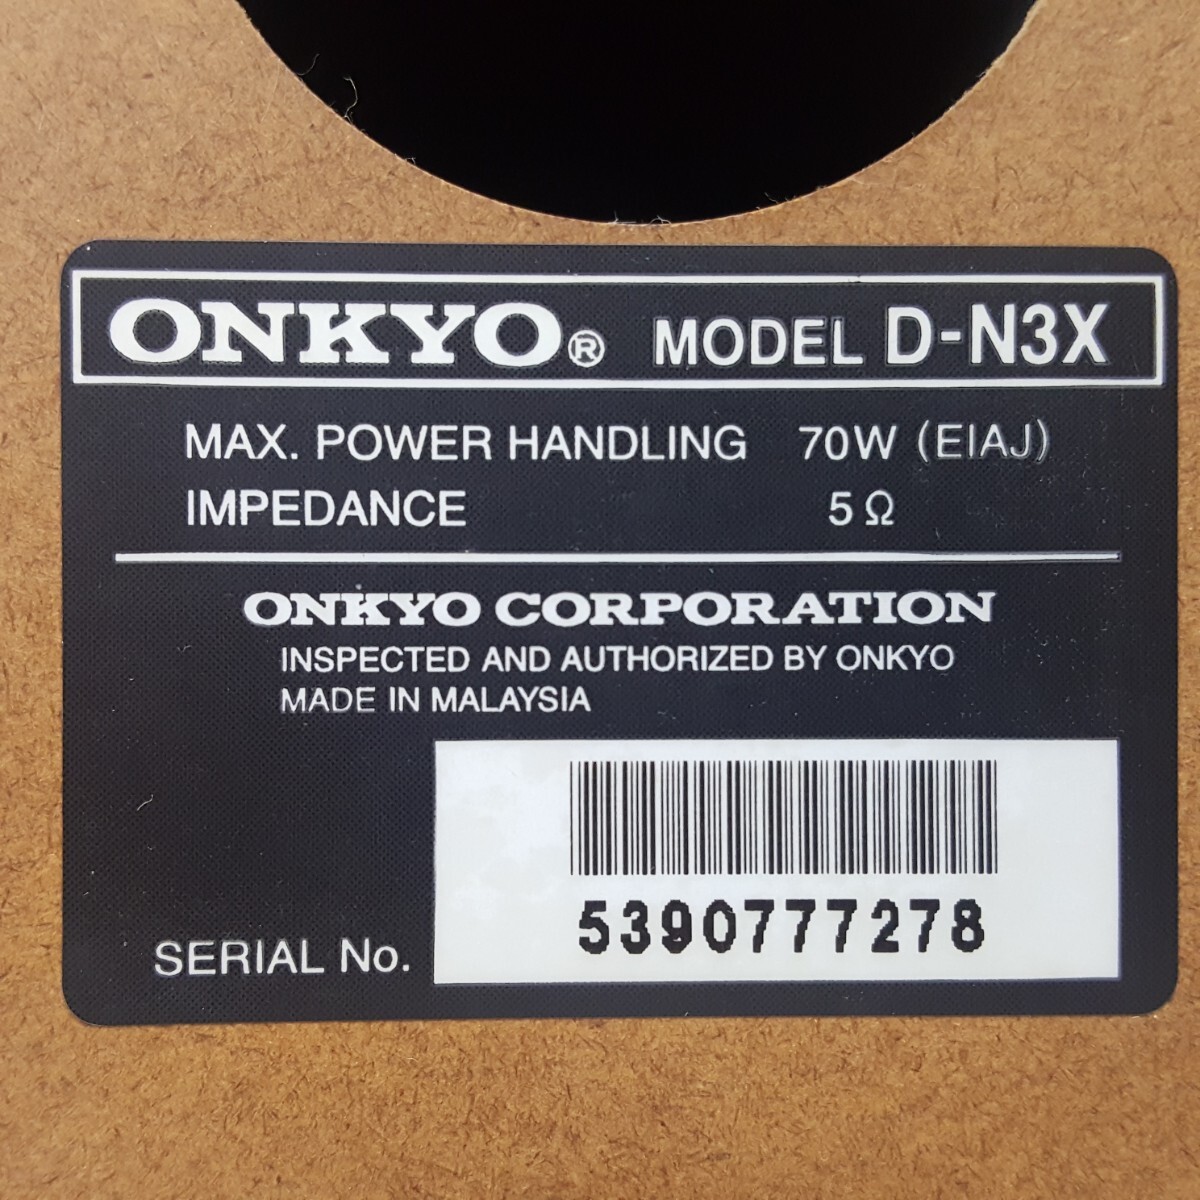 ONKYO® MODEL D-N3X
MAX. POWER HANDLING 70W (EIAJ)
IMPEDANCE 5 Ω
ONKYO CORPORATION
INSPECTED AND AUTHORIZED BY ONKYO
MADE IN MALAYSIA
SERIAL No. 5390777278